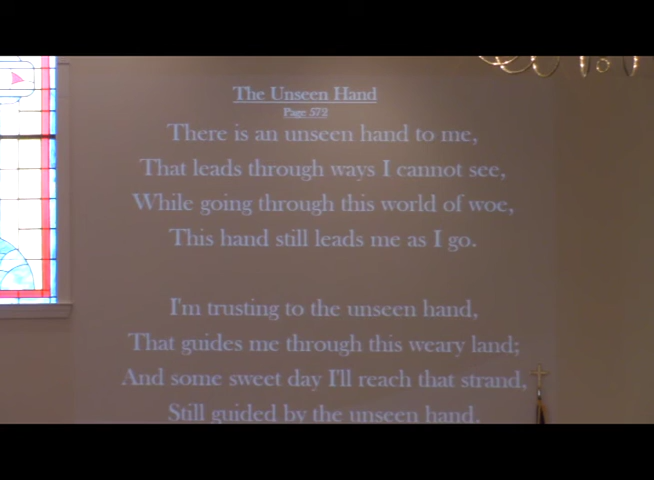 The Unseen Hand
Page 572
There is an unseen hand to me,
That leads through ways I cannot see,
While going through this world of woe,
This hand still leads me as I go.
I'm trusting to the unseen hand,
That guides me through this weary land;
And some sweet day I'll reach that strand,
Still guided by the unseen hand.